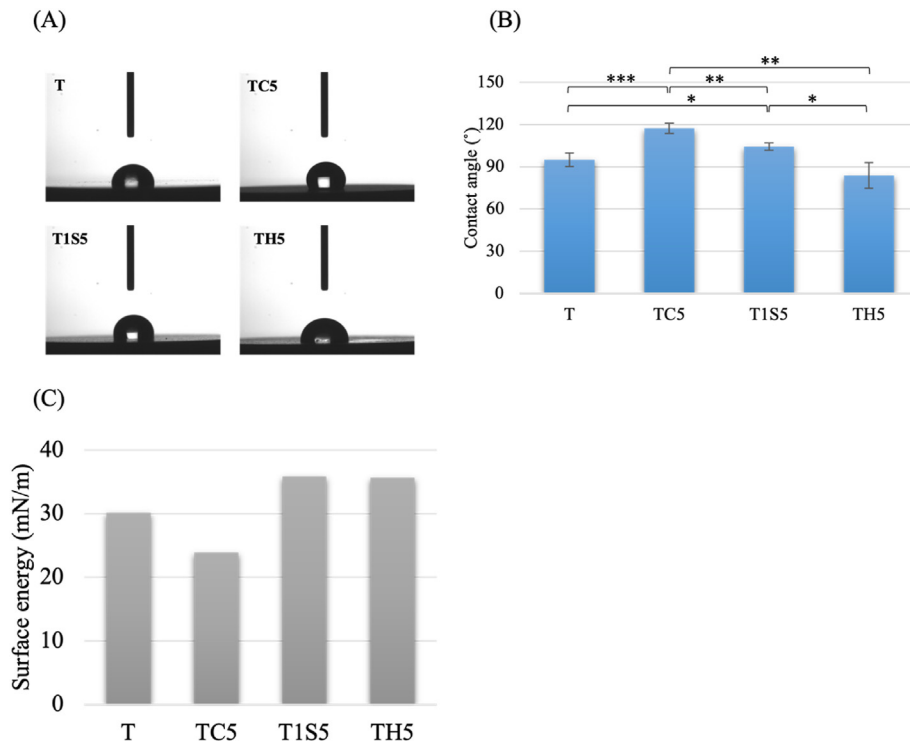 (A)
T
TC5
T1S5
TH5
(B)
** 
*** **
* *
150
120
90
60
30
0
Contact angle (˚)
T TC5 T1S5 TH5
(C)
40
30
20
10
0
Surface energy (mN/m)
T TC5 T1S5 TH5